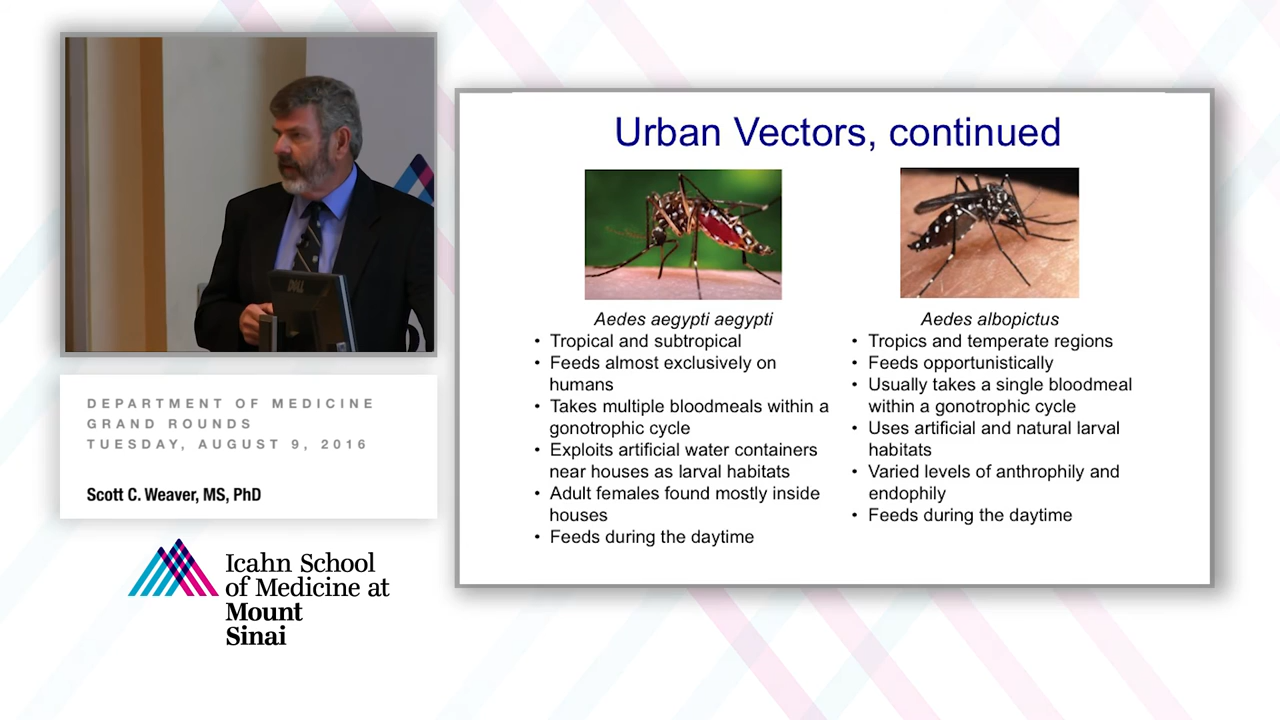 DELL
DEPARTMENT OF MEDICINE
GRAND ROUNDS
TUESDAY, AUGUST 9, 2016
Scott C. Weaver, MS, PhD
Icahn School
of Medicine at
Mount
Sinai
Urban Vectors, continued
Aedes aegypti aegypti
• Tropical and subtropical
• Feeds almost exclusively on
humans
• Takes multiple bloodmeals within a
gonotrophic cycle
• Exploits artificial water containers
near houses as larval habitats
• Adult females found mostly inside
houses
• Feeds during the daytime
Aedes albopictus
• Tropics and temperate regions
• Feeds opportunistically
• Usually takes a single bloodmeal
within a gonotrophic cycle
• Uses artificial and natural larval
habitats
• Varied levels of anthrophily and
endophily
• Feeds during the daytime